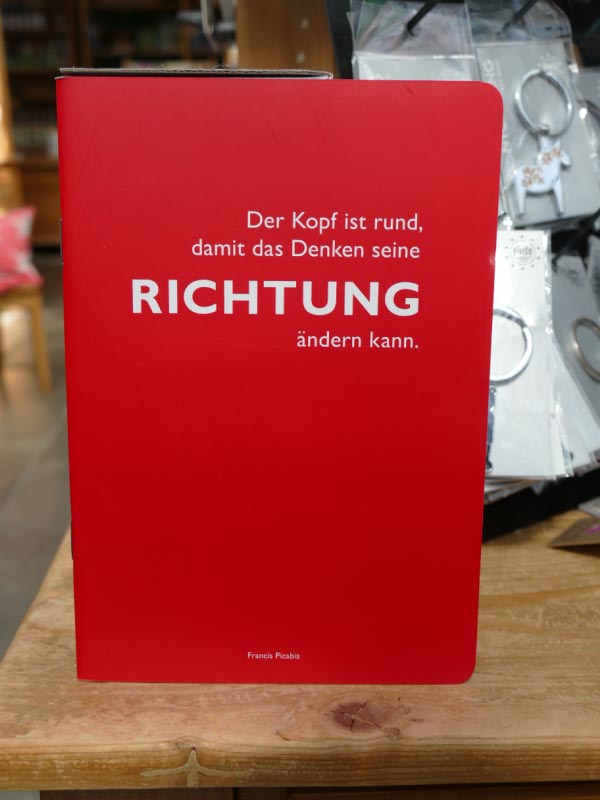 Der Kopf ist rund,
damit das Denken seine
RICHTUNG
ändern kann.
Francis Picabia